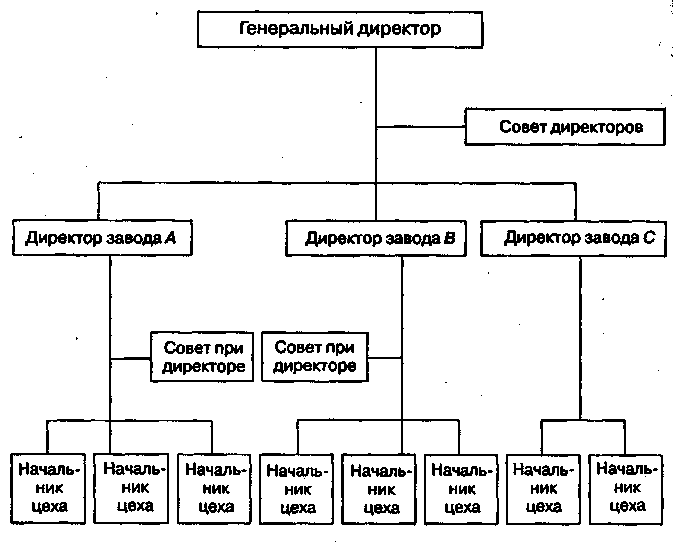 Генеральный директор
Совет директоров
Директор завода А
Директор завода В
Директор завода С
Совет при
директоре
Совет при
директоре
Началь-
ник
цеха
Началь-
ник
цеха
Началь-
ник
цеха
Началь-
ник
цеха
Началь-
ник
цеха
Началь-
ник
цеха
Началь-
ник
цеха
Началь-
ник
цеха